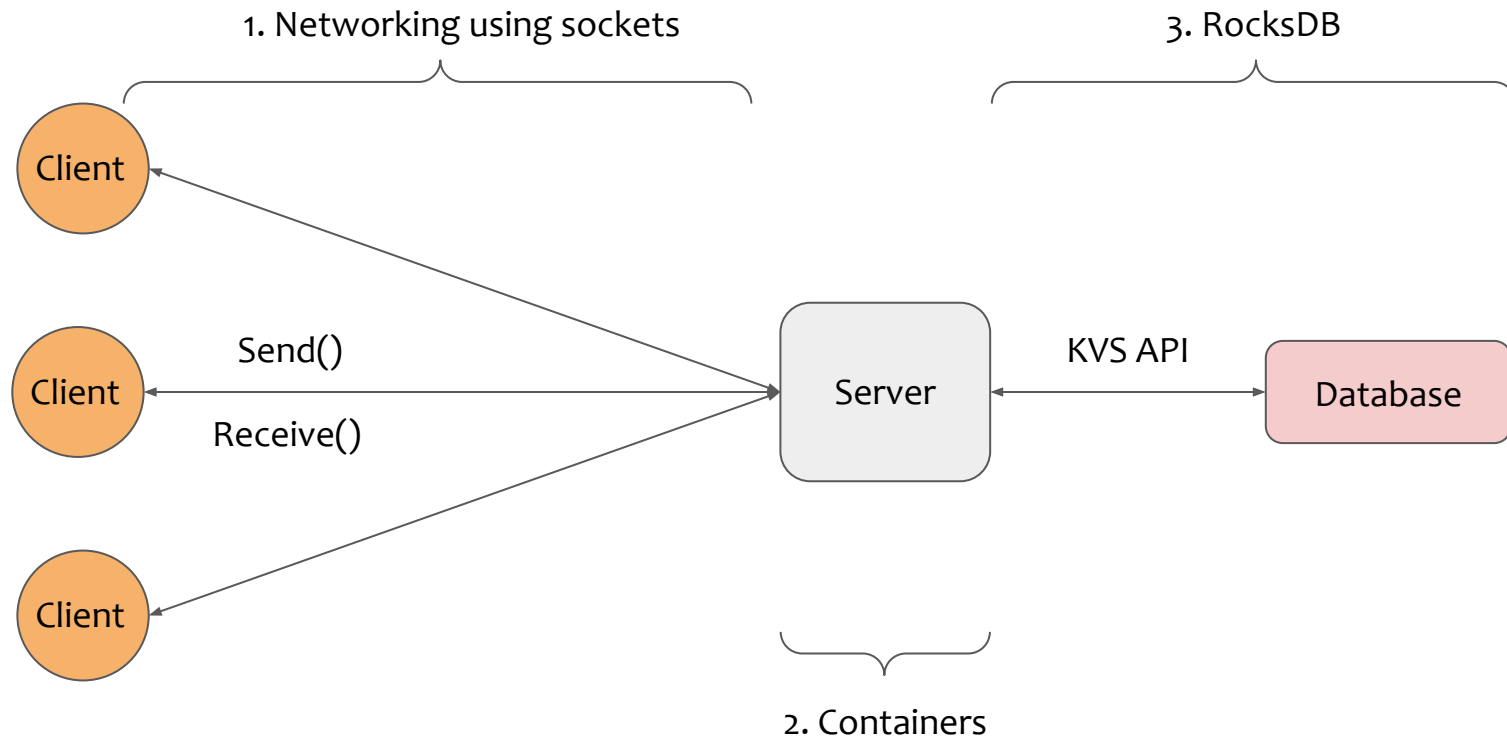 1. Networking using sockets
3. RocksDB
Client
Send()
Client
Receive()
Server
KVS API
Database
Client
2. Containers